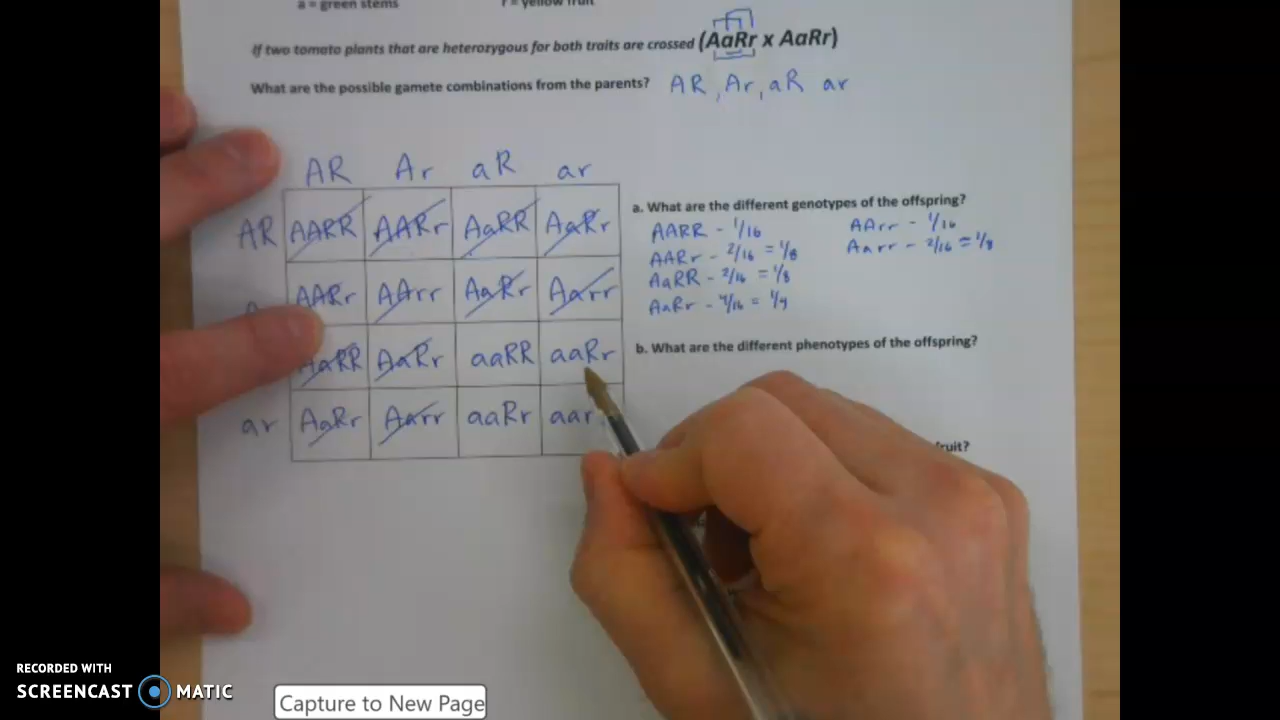 a = green stems r = yellow fruit
If two tomato plants that are heterozygous for both traits are crossed (AaRr x AaRr)
What are the possible gamete combinations from the parents? AR, Ar, aR ar
AR Ar aR ar
AR AARR AARr AaRR AaRr
AARr AArr AaRr Aarr
AaRR AaRr aaRR aaRr
ar AaRr Aarr aaRr aar
a. What are the different genotypes of the offspring?
AARR - 1/16 AArr - 1/16
AARr - 2/16 = 1/8 Aarr - 2/16 = 1/8
AaRR - 2/16 = 1/8
AaRr - 4/16 = 1/4
b. What are the different phenotypes of the offspring?
fruit?
RECORDED WITH
SCREENCAST MATIC
Capture to New Page